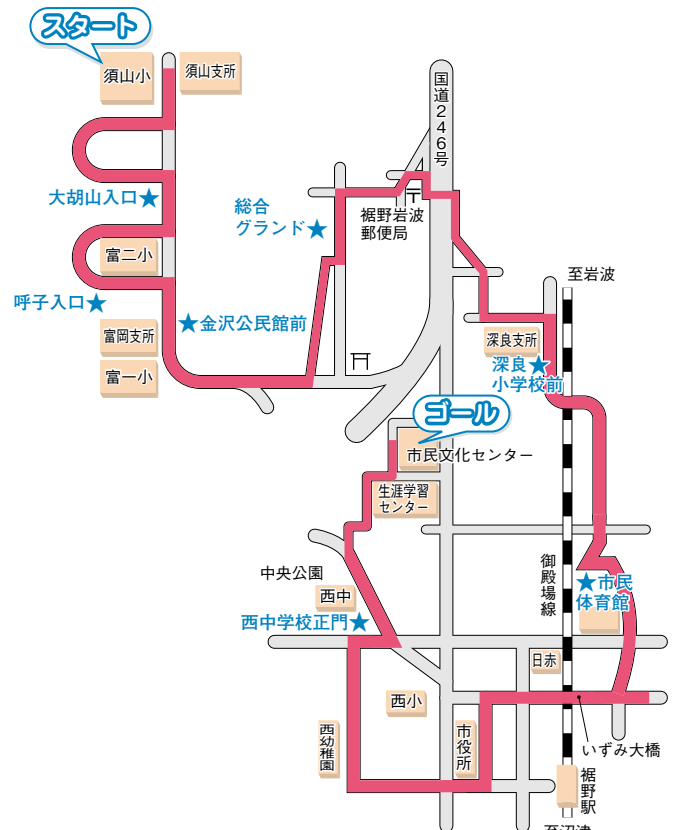 スタート
須山小
須山支所
国道246号
大胡山入口★
総合
グランド★
裾野岩波
郵便局
富二小
呼子入口★
★金沢公民館前
富岡支所
富一小
至岩波
深良支所
深良★
小学校前
ゴール
市民文化センター
生涯学習
センター
御殿場線
中央公園
西中
★市民
体育館
西中学校正門★
日赤
西小
市役所
西幼稚園
いずみ大橋
裾野駅
至沼津